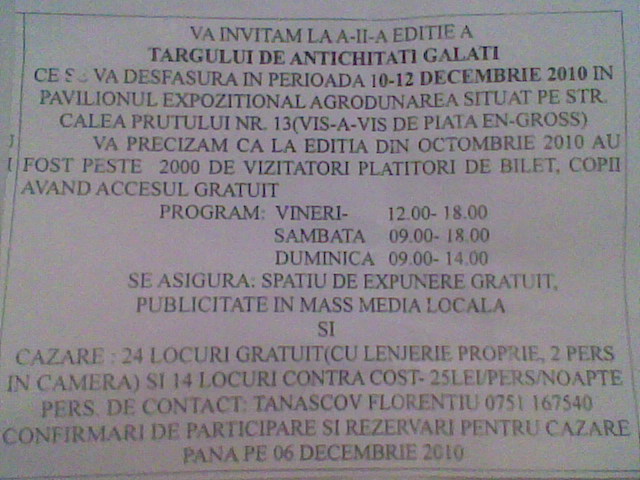 VA INVITAM LA A-II-A EDITIE A
TARGULUI DE ANTICHITATI GALATI
CE SE VA DESFASURA IN PERIOADA 10-12 DECEMBRIE 2010 IN
PAVILIONUL EXPOZITIONAL AGRODUNAREA SITUAT PE STR.
CALEA PRUTULUI NR. 13(VIS-A-VIS DE PIATA EN-GROSS)
VA PRECIZAM CA LA EDITIA DIN OCTOMBRIE 2010 AU
FOST PESTE 2000 DE VIZITATORI PLATITORI DE BILET, COPII
AVAND ACCESUL GRATUIT
PROGRAM: VINERI- 12.00- 18.00
SAMBATA 09.00- 18.00
DUMINICA 09.00- 14.00
SE ASIGURA: SPATIU DE EXPUNERE GRATUIT,
PUBLICITATE IN MASS MEDIA LOCALA
SI
CAZARE : 24 LOCURI GRATUIT(CU LENJERIE PROPRIE, 2 PERS
IN CAMERA) SI 14 LOCURI CONTRA COST- 25LEI/PERS/NOAPTE
PERS. DE CONTACT: TANASCOV FLORENTIU 0751 167540
CONFIRMARI DE PARTICIPARE SI REZERVARI PENTRU CAZARE
PANA PE 06 DECEMBRIE 2010